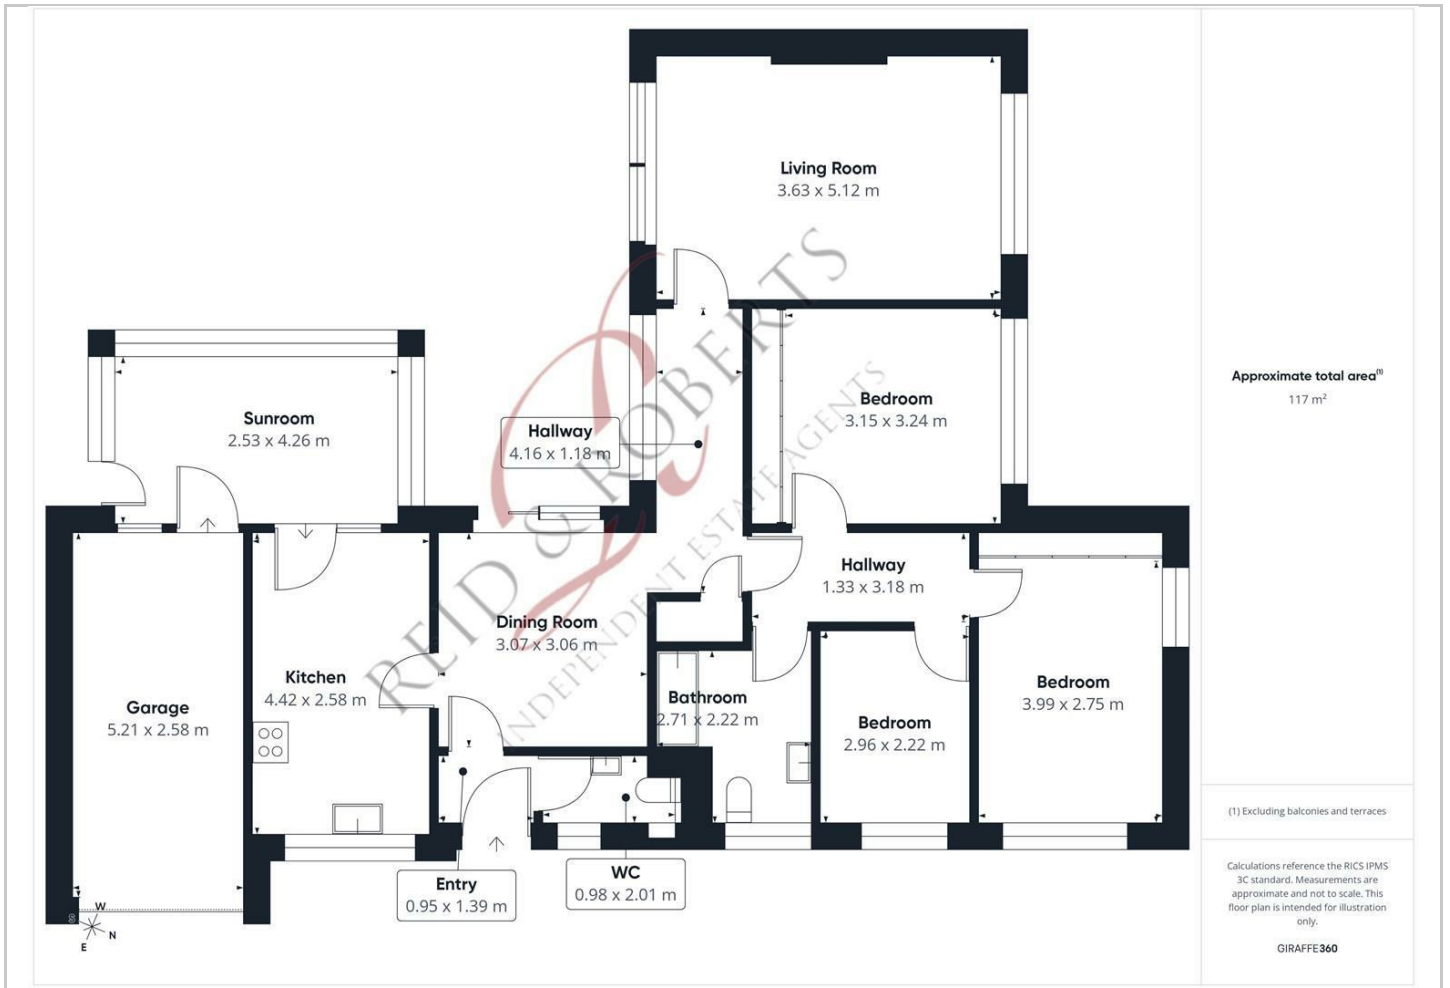 Living Room
3.63 x 5.12 m
Bedroom
3.15 x 3.24 m
Sunroom
2.53 x 4.26 m
Hallway
4.16 x 1.18 m
Hallway
1.33 x 3.18 m
Dining Room
3.07 x 3.06 m
Kitchen
4.42 x 2.58 m
Garage
5.21 x 2.58 m
Bathroom
2.71 x 2.22 m
Bedroom
2.96 x 2.22 m
Bedroom
3.99 x 2.75 m
Entry
0.95 x 1.39 m
WC
0.98 x 2.01 m
W
N
E
REID & ROBERTS
INDEPENDENT ESTATE AGENTS
Approximate total area(1)
117 m²
(1) Excluding balconies and terraces
Calculations reference the RICS IPMS
3C standard. Measurements are
approximate and not to scale. This
floor plan is intended for illustration
only.
GIRAFFE360